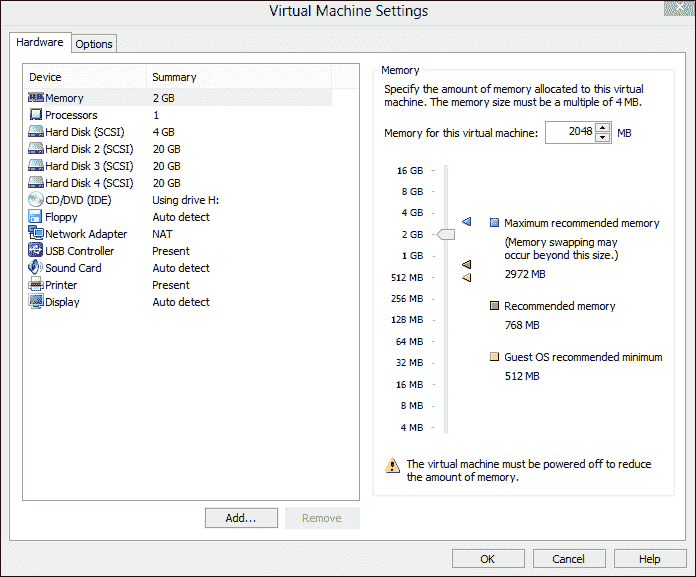 Virtual Machine Settings
Hardware
Options
Device Summary
Memory 2 GB
Processors 1
Hard Disk (SCSI) 4 GB
Hard Disk 2 (SCSI) 20 GB
Hard Disk 3 (SCSI) 20 GB
Hard Disk 4 (SCSI) 20 GB
CD/DVD (IDE) Using drive H:
Floppy Auto detect
Network Adapter NAT
USB Controller Present
Sound Card Auto detect
Printer Present
Display Auto detect
Add...
Remove
Memory
Specify the amount of memory allocated to this virtual
machine. The memory size must be a multiple of 4 MB.
Memory for this virtual machine: 2048 MB
16 GB
8 GB
4 GB
2 GB
1 GB
512 MB
256 MB
128 MB
64 MB
32 MB
16 MB
8 MB
4 MB
Maximum recommended memory
(Memory swapping may
occur beyond this size.)
2972 MB
Recommended memory
768 MB
Guest OS recommended minimum
512 MB
The virtual machine must be powered off to reduce
the amount of memory.
OK
Cancel
Help